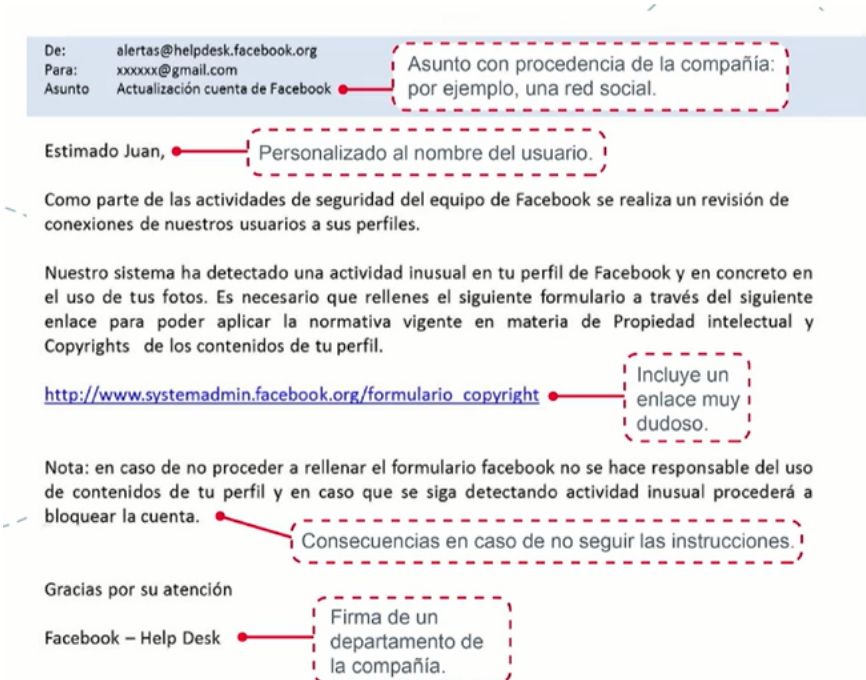 De: alertas@helpdesk.facebook.org
Para: xxxxxx@gmail.com
Asunto Actualización cuenta de Facebook
Asunto con procedencia de la compañía:
por ejemplo, una red social.
Estimado Juan,
Personalizado al nombre del usuario.
Como parte de las actividades de seguridad del equipo de Facebook se realiza un revisión de
conexiones de nuestros usuarios a sus perfiles.
Nuestro sistema ha detectado una actividad inusual en tu perfil de Facebook y en concreto en
el uso de tus fotos. Es necesario que rellenes el siguiente formulario a través del siguiente
enlace para poder aplicar la normativa vigente en materia de Propiedad intelectual y
Copyrights de los contenidos de tu perfil.
http://www.systemadmin.facebook.org/formulario_copyright
Incluye un
enlace muy
dudoso.
Nota: en caso de no proceder a rellenar el formulario facebook no se hace responsable del uso
de contenidos de tu perfil y en caso que se siga detectando actividad inusual procederá a
bloquear la cuenta.
Consecuencias en caso de no seguir las instrucciones.
Gracias por su atención
Facebook – Help Desk
Firma de un
departamento de
la compañía.